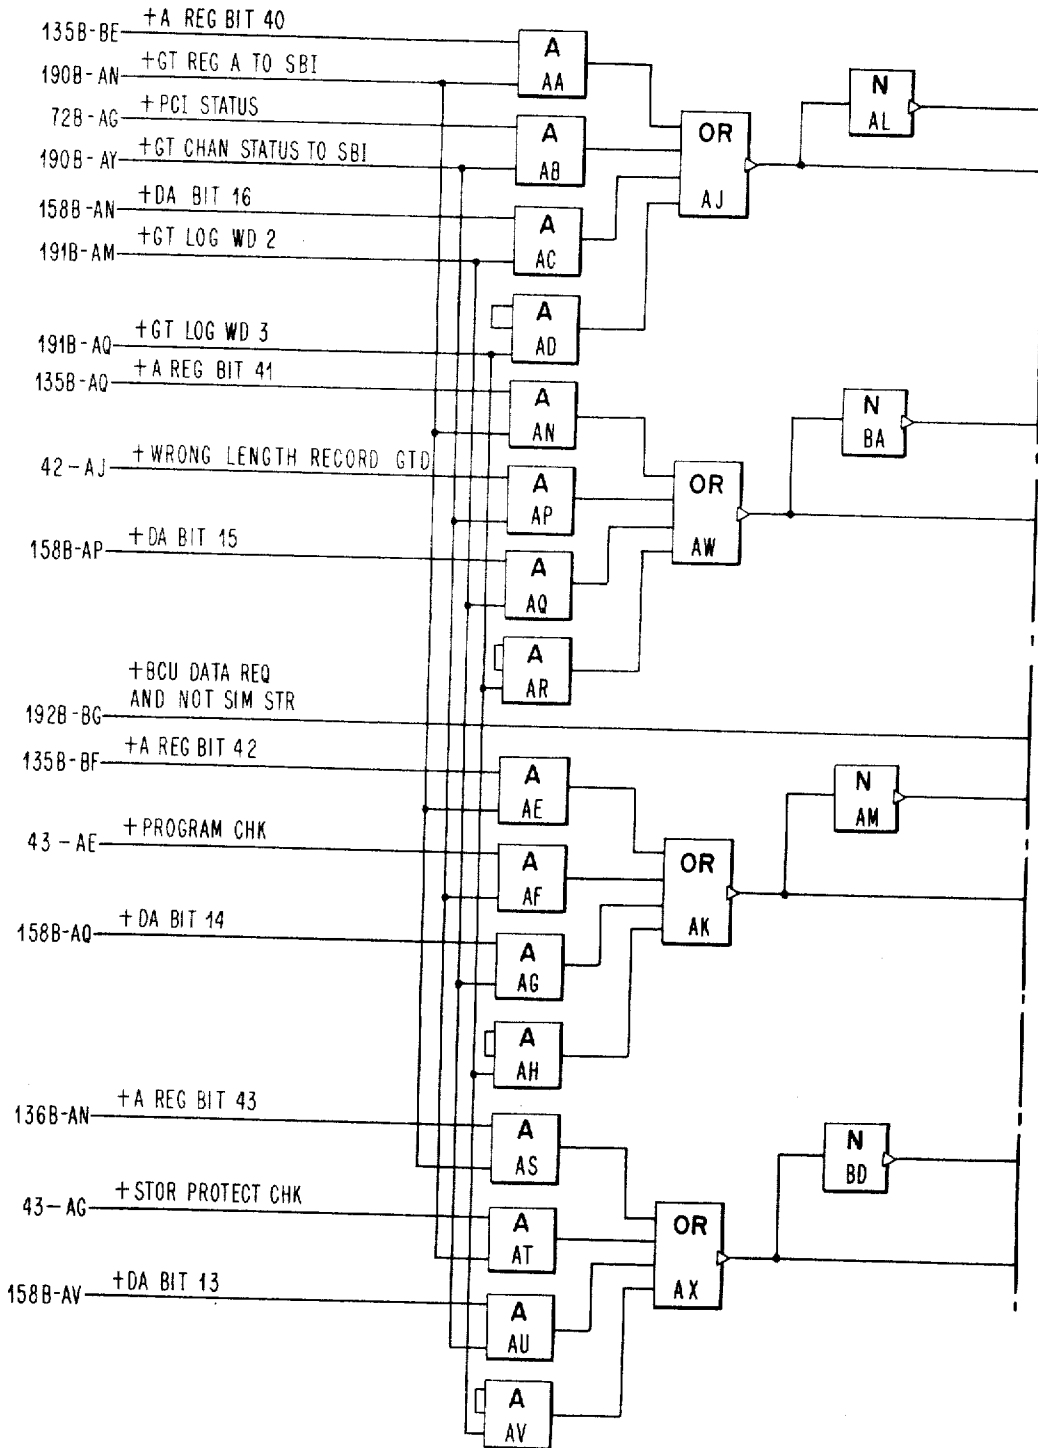 135B-BE +A REG BIT 40
A
AA
190B-AN +GT REG A TO SBI
72B-AG +PCI STATUS
A
AB
190B-AY +GT CHAN STATUS TO SBI
158B-AN +DA BIT 16
A
AC
191B-AM +GT LOG WD 2
A
AD
191B-AQ +GT LOG WD 3
OR
AJ
N
AL
135B-AQ +A REG BIT 41
A
AN
42-AJ +WRONG LENGTH RECORD GTD
A
AP
158B-AP +DA BIT 15
A
AQ
A
AR
OR
AW
N
BA
+BCU DATA REQ
AND NOT SIM STR
192B-BG
135B-BF +A REG BIT 42
A
AE
43-AE +PROGRAM CHK
A
AF
158B-AQ +DA BIT 14
A
AG
A
AH
OR
AK
N
AM
136B-AN +A REG BIT 43
A
AS
43-AG +STOR PROTECT CHK
A
AT
158B-AV +DA BIT 13
A
AU
A
AV
OR
AX
N
BD